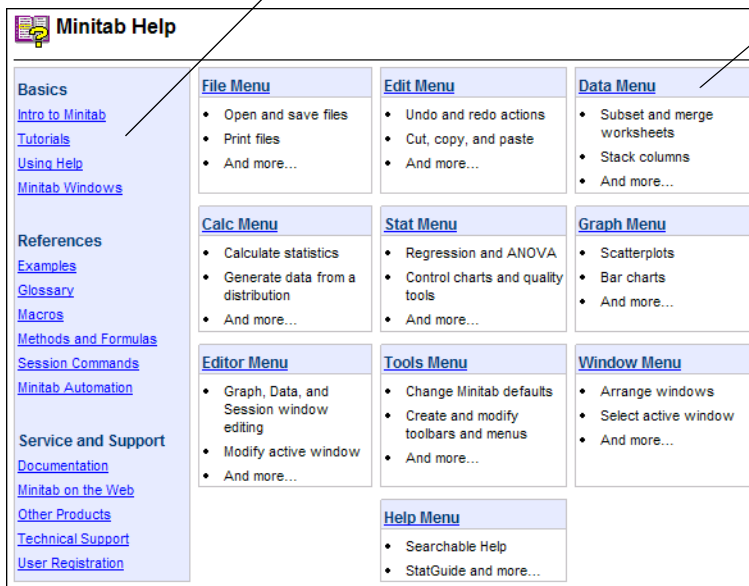 Minitab Help
Basics
Intro to Minitab
Tutorials
Using Help
Minitab Windows
References
Examples
Glossary
Macros
Methods and Formulas
Session Commands
Minitab Automation
Service and Support
Documentation
Minitab on the Web
Other Products
Technical Support
User Registration
File Menu
• Open and save files
• Print files
• And more...
Edit Menu
• Undo and redo actions
• Cut, copy, and paste
• And more...
Data Menu
• Subset and merge
worksheets
• Stack columns
• And more...
Calc Menu
• Calculate statistics
• Generate data from a
distribution
• And more...
Stat Menu
• Regression and ANOVA
• Control charts and quality
tools
• And more...
Graph Menu
• Scatterplots
• Bar charts
• And more...
Editor Menu
• Graph, Data, and
Session window
editing
• Modify active window
• And more...
Tools Menu
• Change Minitab defaults
• Create and modify
toolbars and menus
• And more...
Window Menu
• Arrange windows
• Select active window
• And more...
Help Menu
• Searchable Help
• StatGuide and more...